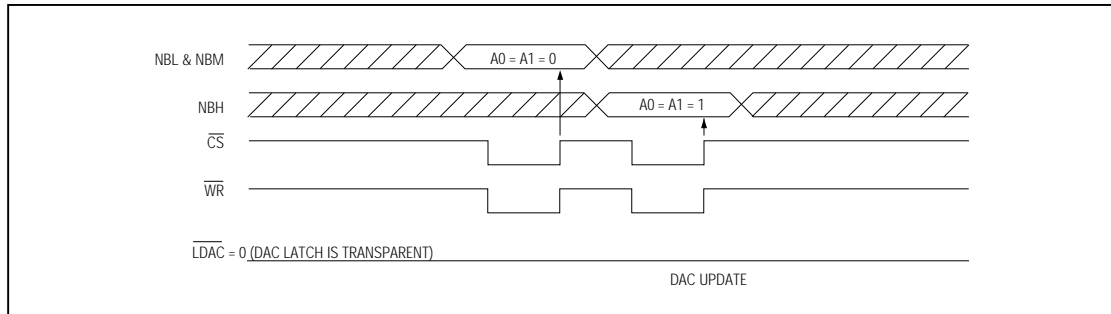 NBL & NBM
A0 = A1 = 0
NBH
A0 = A1 = 1
CS
WR
LDAC = 0 (DAC LATCH IS TRANSPARENT)
DAC UPDATE